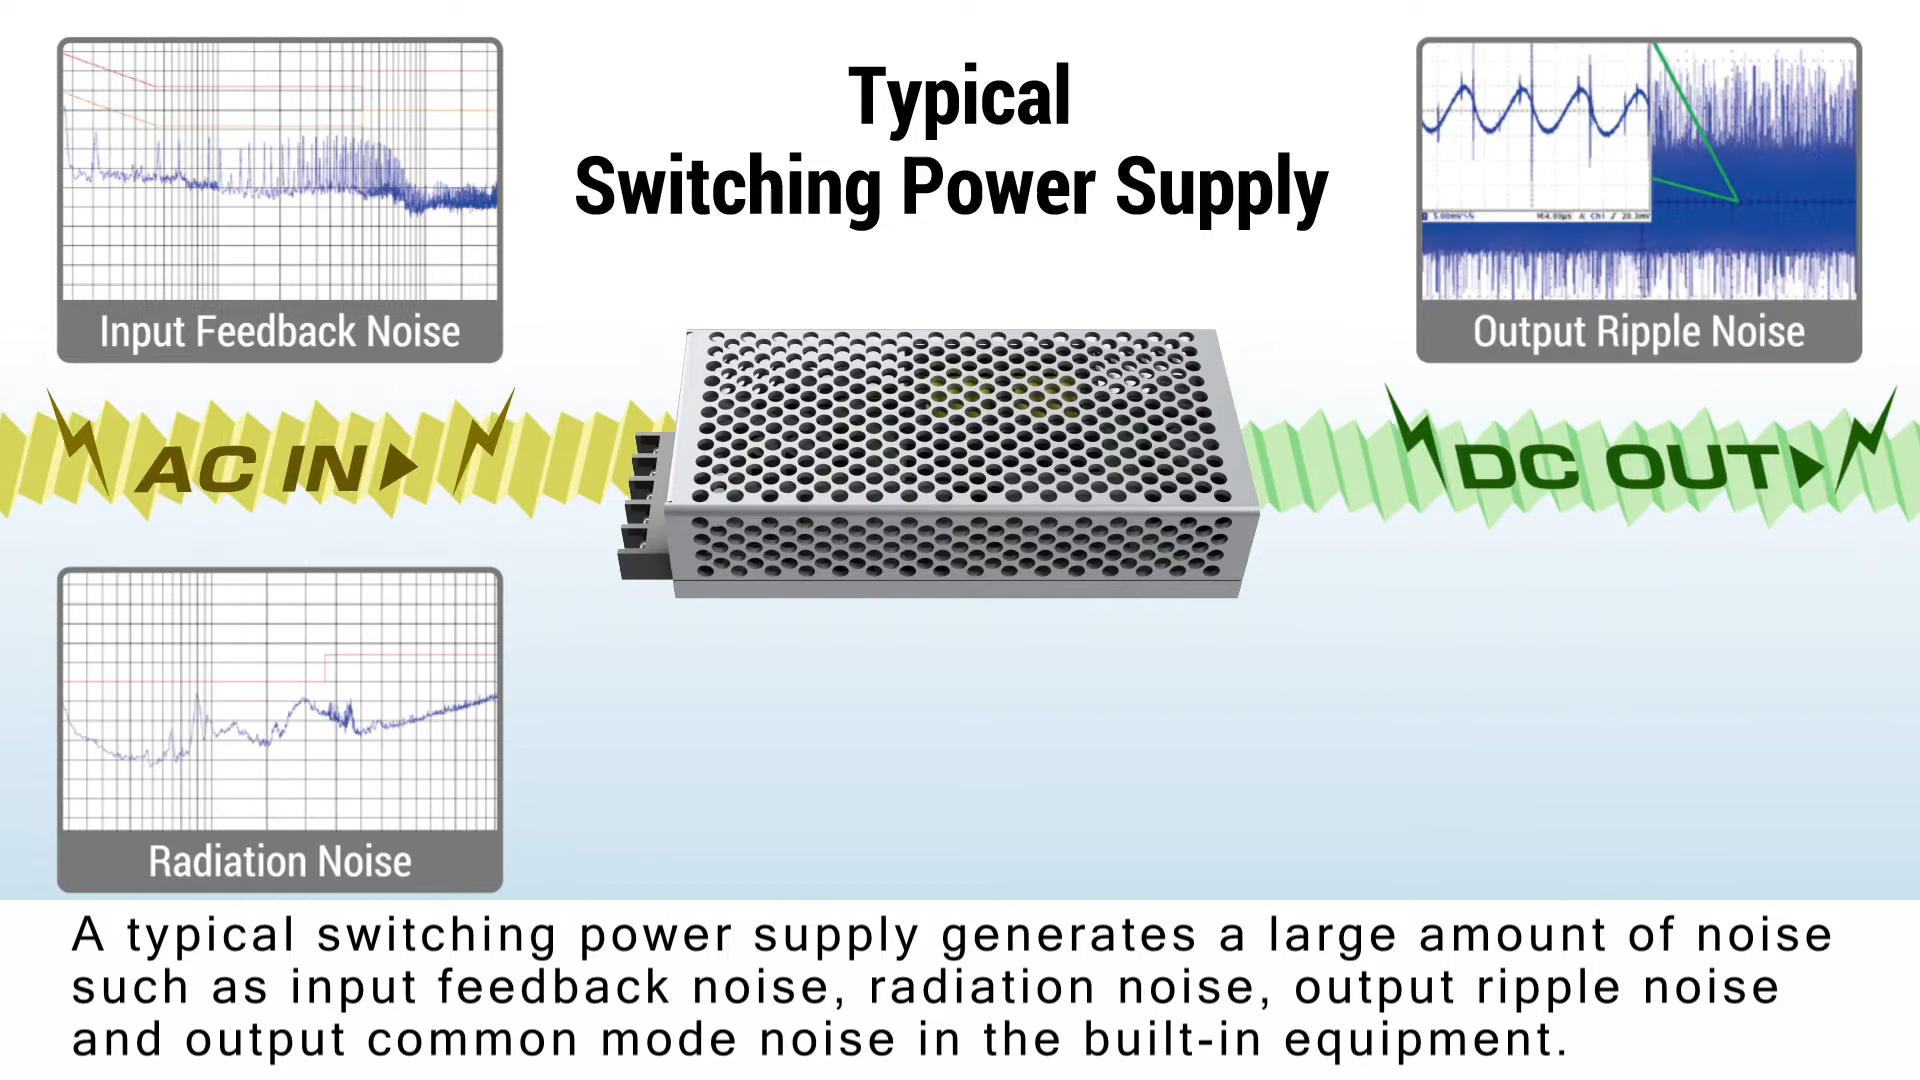 Typical
Switching Power Supply
Input Feedback Noise
Output Ripple Noise
AC IN
DC OUT
Radiation Noise
A typical switching power supply generates a large amount of noise
such as input feedback noise, radiation noise, output ripple noise
and output common mode noise in the built-in equipment.